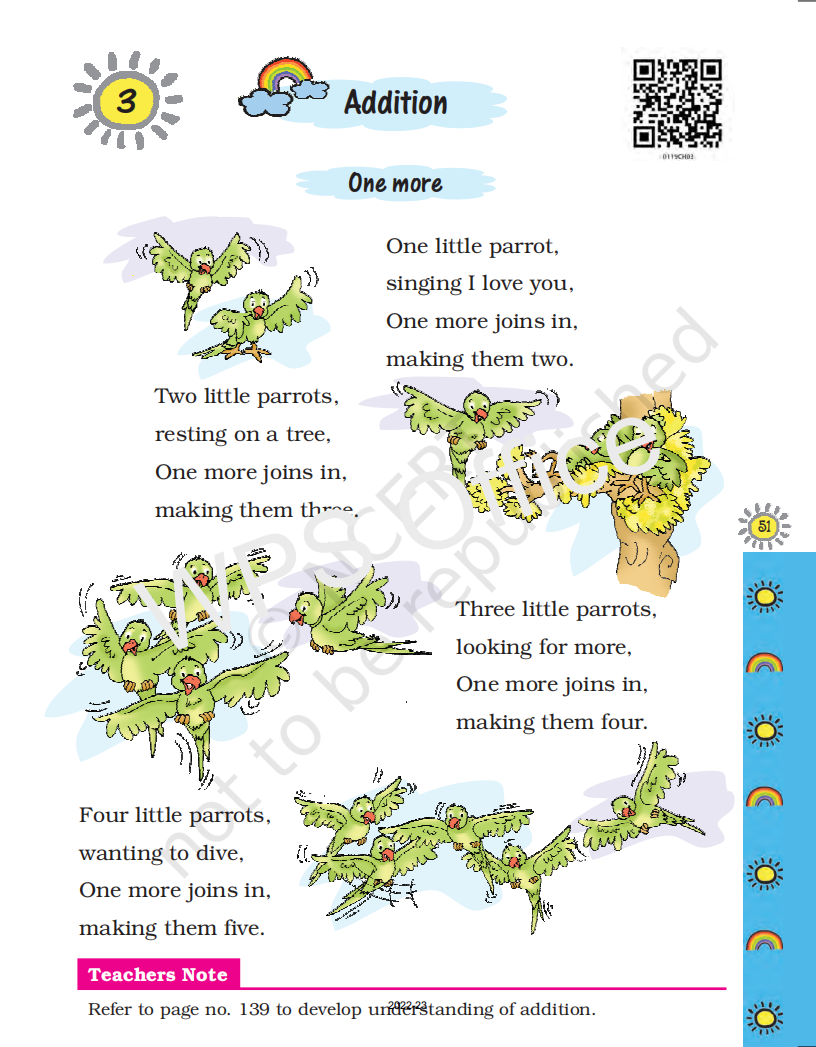 3
Addition
0119CH03
One more
One little parrot,
singing I love you,
One more joins in,
making them two.
Two little parrots,
resting on a tree,
One more joins in,
making them three.
51
Three little parrots,
looking for more,
One more joins in,
making them four.
Four little parrots,
wanting to dive,
One more joins in,
making them five.
WPS Office
© NCERT
not to be republished
Teachers Note
Refer to page no. 139 to develop understanding of addition.
2022-23